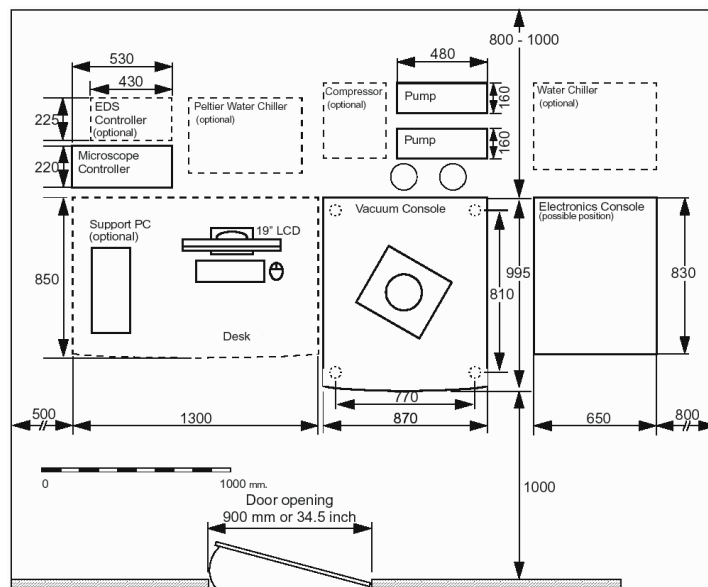 800 - 1000
530
430
480
225
EDS
Controller
(optional)
Peltier Water Chiller
(optional)
Compressor
(optional)
Pump
160
Water Chiller
(optional)
220
Microscope
Controller
Pump
160
850
Support PC
(optional)
19" LCD
Desk
Vacuum Console
810
995
Electronics Console
(possible position)
830
500
1300
770
870
650
800
0
1000 mm.
1000
Door opening
900 mm or 34.5 inch